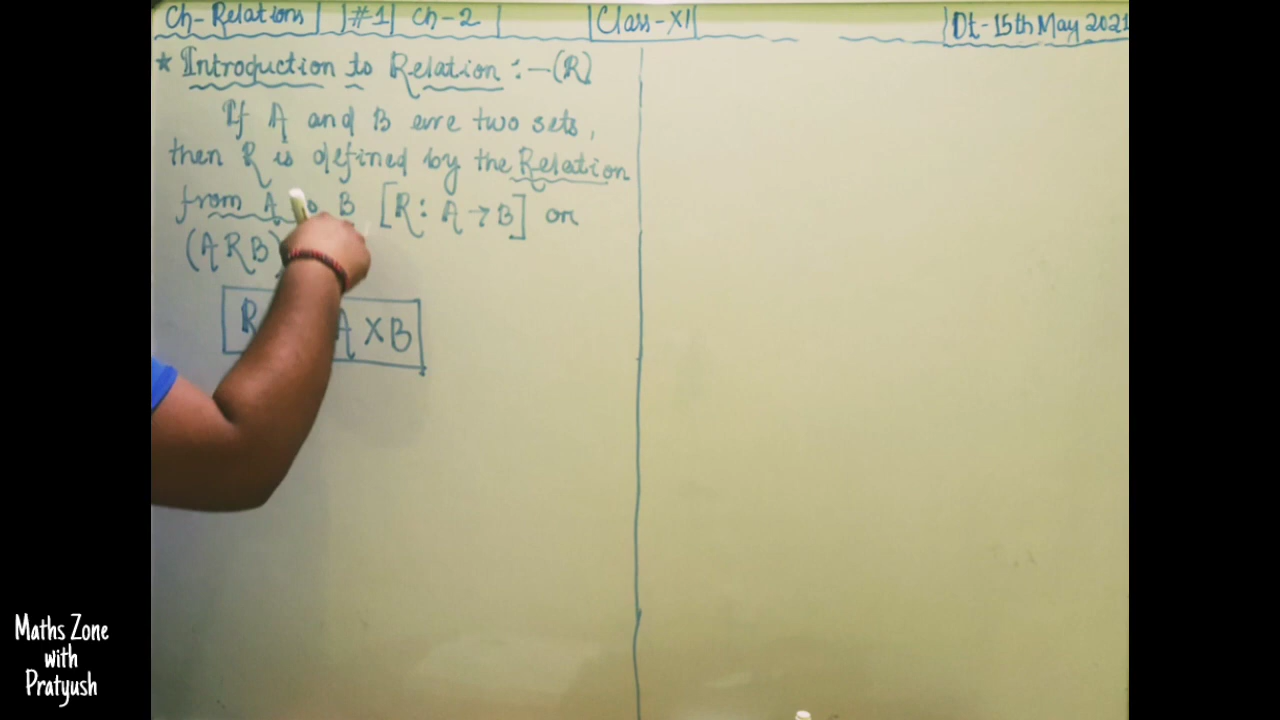 Ch-Relations |#1| Ch-2 |Class-XI| Dt-15th May 2021
* Introduction to Relation :-(R)
If A and B are two sets,
then R is defined by the Relation
from A B [R: A → B] or
(ARB)
R A X B
Maths Zone
with
Pratyush